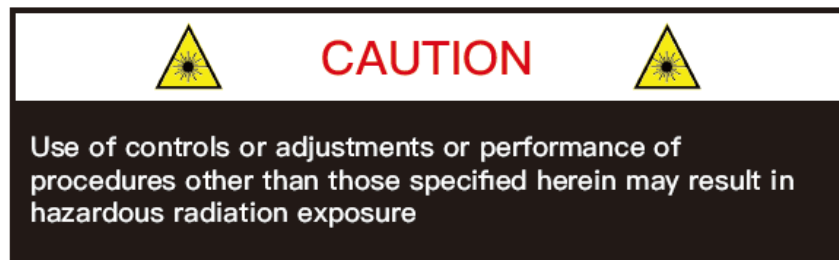 CAUTION
Use of controls or adjustments or performance of
procedures other than those specified herein may result in
hazardous radiation exposure